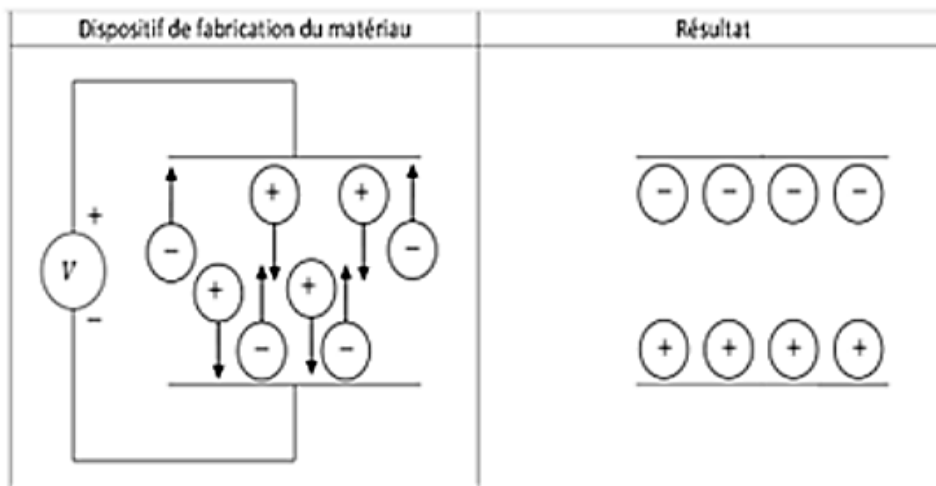 Dispositif de fabrication du matériau
Résultat
+
V
−
− + + −
+ − + −
− − − −
+ + + +